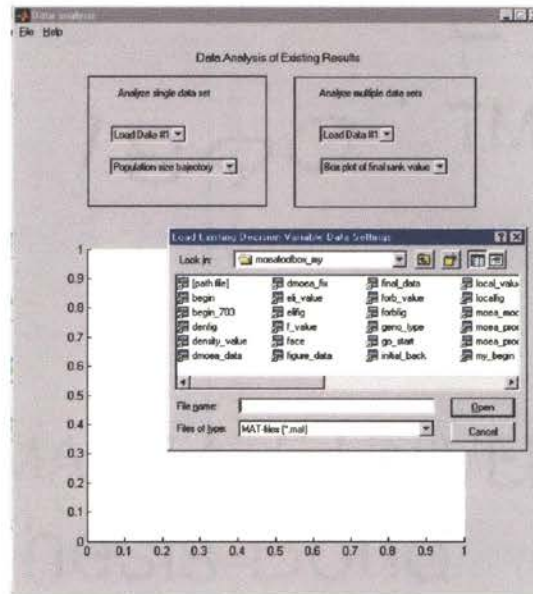 Data analysis
File Help
Data Analysis of Existing Results
Analyze single data set
Analyze multiple data sets
Load Data #1
Load Data #1
Population size trajectory
Box plot of final rank value
Load Existing Decision Variable Data Settings
Look in:
[path file]
begin
begin_703
denfig
density_value
dmoea_data
dmoea_fix
eli_value
elifig
f_value
face
figure_data
final_data
forb_value
forbfig
geno_type
go_start
initial_back
local_valu
localfig
moea_moc
moea_proc
moea_proc
my_begin
File name:
Open
Files of type:
MAT-files (*.mat)
Cancel
1
0.9
0.8
0.7
0.6
0.5
0.4
0.3
0.2
0.1
0
0 0.1 0.2 0.3 0.4 0.5 0.6 0.7 0.8 0.9 1